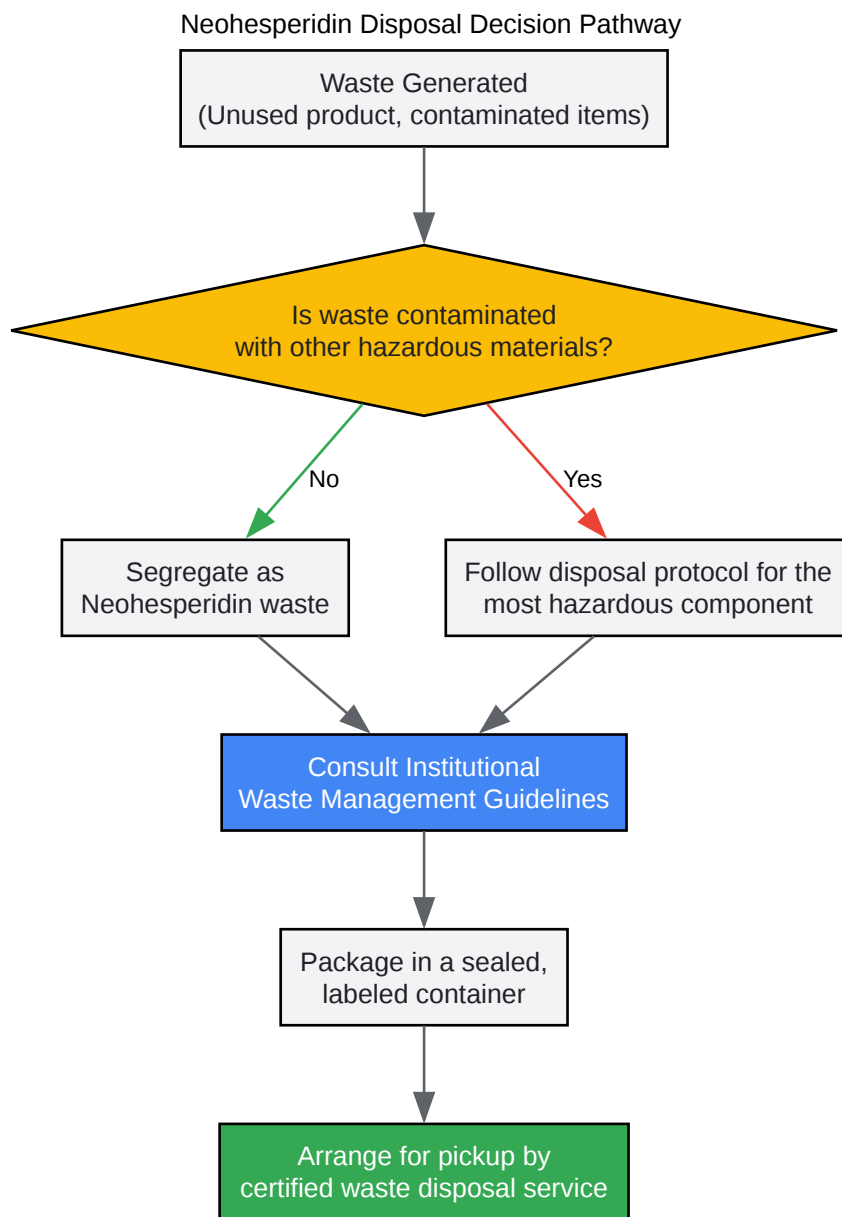 Neohesperidin Disposal Decision Pathway
Waste Generated
(Unused product, contaminated items)
Is waste contaminated
with other hazardous materials?
No
Yes
Segregate as
Neohesperidin waste
Follow disposal protocol for the
most hazardous component
Consult Institutional
Waste Management Guidelines
Package in a sealed,
labeled container
Arrange for pickup by
certified waste disposal service